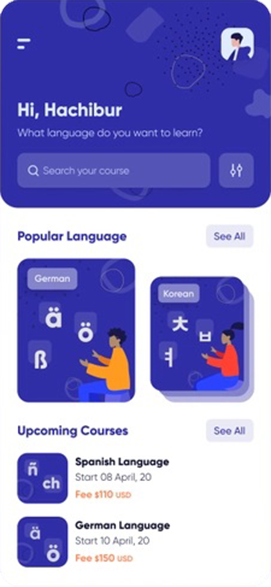 Hi, Hachibur
What language do you want to learn?
Search your course
Popular Language
See All
German
ä
ö
ß
Korean
ㅊ
ㅂ
ㅕ
Upcoming Courses
See All
ñ
ch
Spanish Language
Start 08 April, 20
Fee $110 USD
ä
ö
German Language
Start 10 April, 20
Fee $150 USD